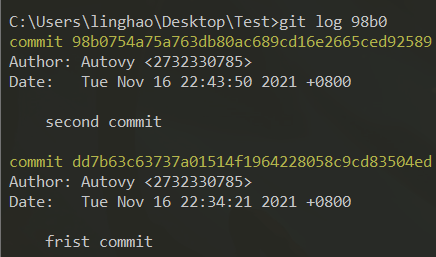 C:\Users\linghao\Desktop\Test>git log 98b0
commit 98b0754a75a763db80ac689cd16e2665ced92589
Author: Autovy <2732330785>
Date:   Tue Nov 16 22:43:50 2021 +0800
    second commit
commit dd7b63c63737a01514f1964228058c9cd83504ed
Author: Autovy <2732330785>
Date:   Tue Nov 16 22:34:21 2021 +0800
    frist commit